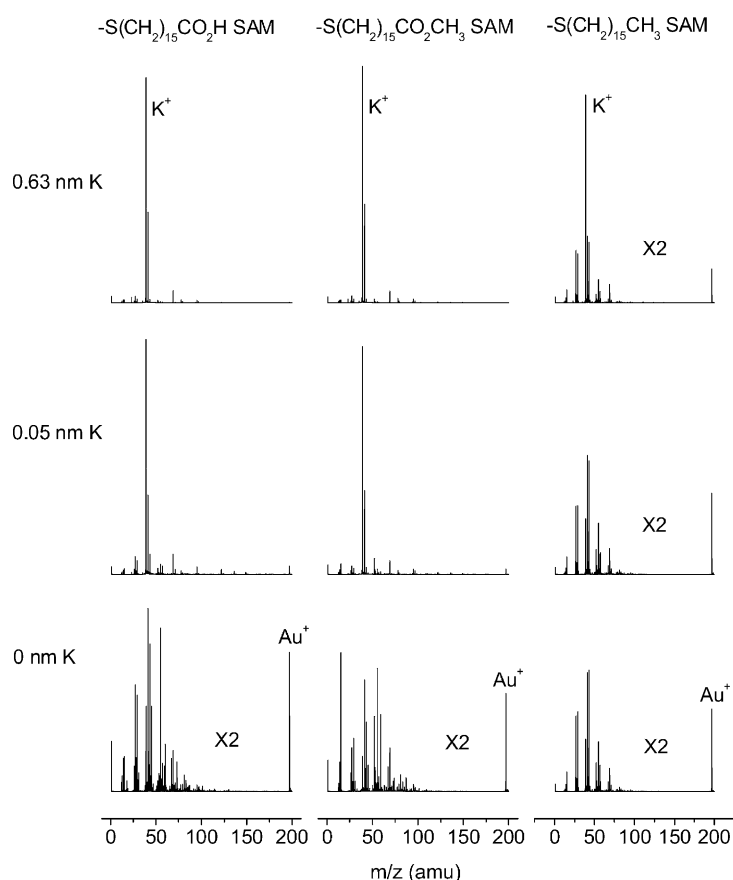 -S(CH₂)₁₅CO₂H SAM -S(CH₂)₁₅CO₂CH₃ SAM -S(CH₂)₁₅CH₃ SAM
K⁺ K⁺ K⁺
0.63 nm K
X2
0.05 nm K
X2
Au⁺
0 nm K
Au⁺ Au⁺
X2 X2 X2
0 50 100 150 200 0 50 100 150 200 0 50 100 150 200
m/z (amu)